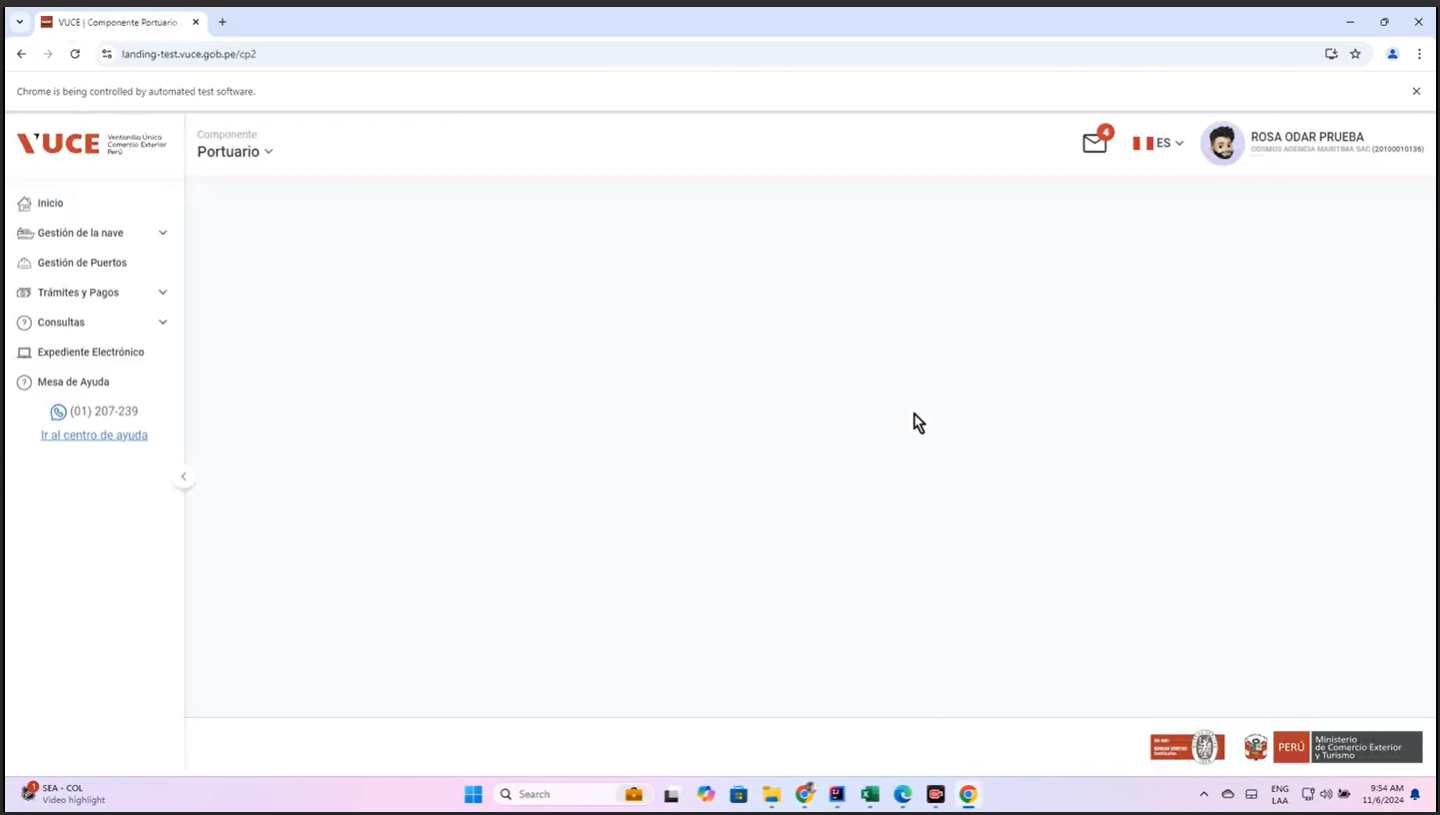 VUCE | Componente Portuario
landing-test.vuce.gob.pe/cp2
Chrome is being controlled by automated test software.
VUCE
Ventanilla Única
Comercio Exterior
Perú
Componente
Portuario
4
ES
ROSA ODAR PRUEBA
COSMOS AGENCIA MARITIMA SAC (20100010136)
Inicio
Gestión de la nave
Gestión de Puertos
Trámites y Pagos
Consultas
Expediente Electrónico
Mesa de Ayuda
(01) 207-239
Ir al centro de ayuda
PERÚ
Ministerio
de Comercio Exterior
y Turismo
1
SEA - COL
Video highlight
Search
ENG
LAA
9:54 AM
11/6/2024